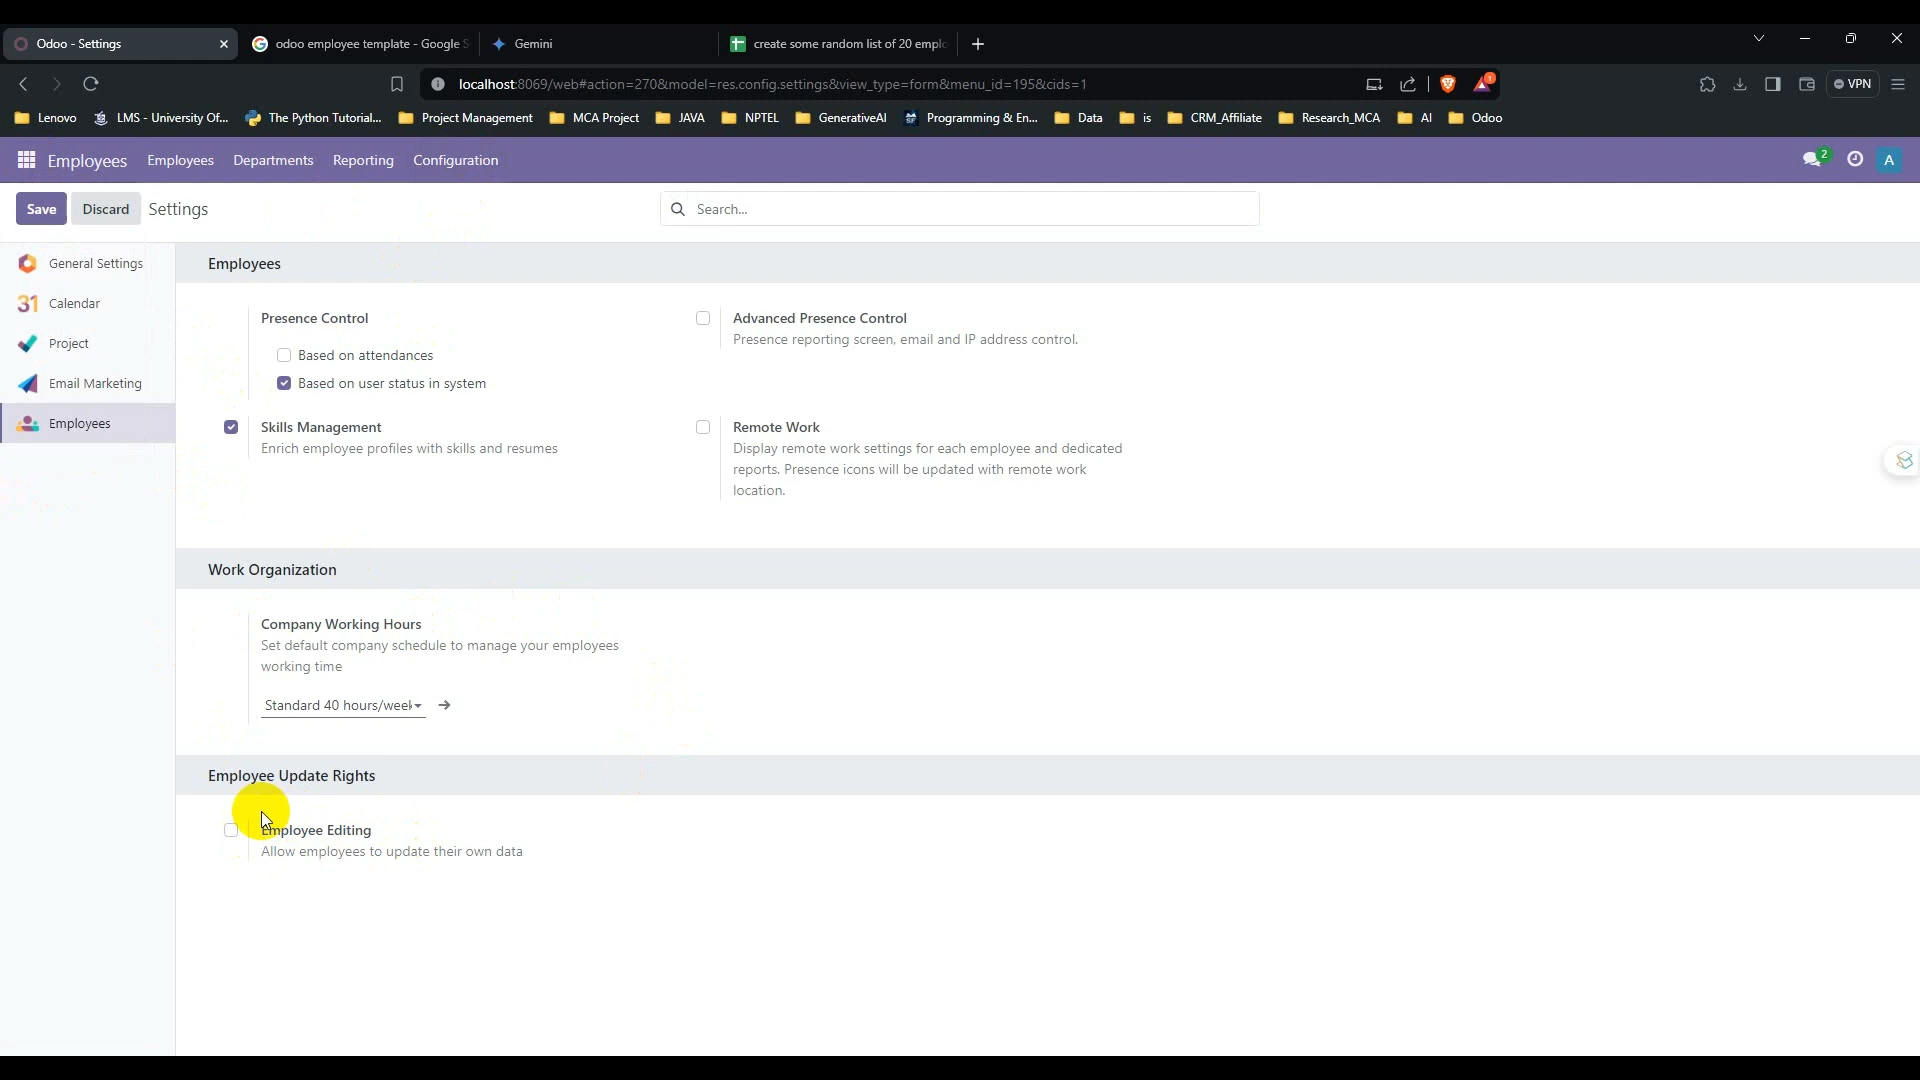 Odoo - Settings
odoo employee template - Google S
Gemini
create some random list of 20 emplo
localhost:8069/web#action=270&model=res.config.settings&view_type=form&menu_id=195&cids=1
1
VPN
Lenovo
LMS - University Of...
The Python Tutorial...
Project Management
MCA Project
JAVA
NPTEL
GenerativeAI
Programming & En...
Data
is
CRM_Affiliate
Research_MCA
AI
Odoo
Employees
Employees
Departments
Reporting
Configuration
2
A
Save
Discard
Settings
Search...
General Settings
31 Calendar
Project
Email Marketing
Employees
Employees
Presence Control
Based on attendances
Based on user status in system
Advanced Presence Control
Presence reporting screen, email and IP address control.
Skills Management
Enrich employee profiles with skills and resumes
Remote Work
Display remote work settings for each employee and dedicated
reports. Presence icons will be updated with remote work
location.
Work Organization
Company Working Hours
Set default company schedule to manage your employees
working time
Standard 40 hours/week
Employee Update Rights
Employee Editing
Allow employees to update their own data